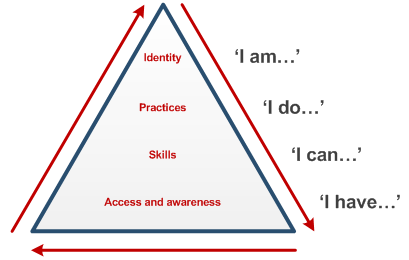 Identity
‘I am…’
Practices
‘I do…’
Skills
‘I can…’
Access and awareness
‘I have…’